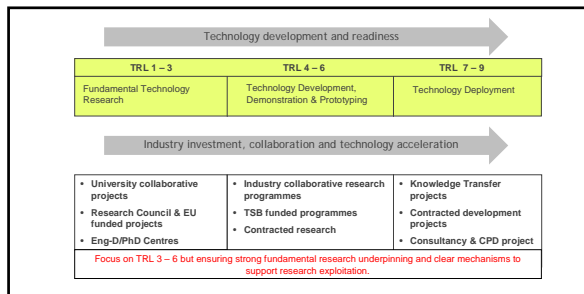 Technology development and readiness
TRL 1 – 3
TRL 4 – 6
TRL 7 – 9
Fundamental Technology
Research
Technology Development,
Demonstration & Prototyping
Technology Deployment
Industry investment, collaboration and technology acceleration
• University collaborative
projects
• Research Council & EU
funded projects
• Eng-D/PhD Centres
• Industry collaborative research
programmes
• TSB funded programmes
• Contracted research
• Knowledge Transfer
projects
• Contracted development
projects
• Consultancy & CPD project
Focus on TRL 3 – 6 but ensuring strong fundamental research underpinning and clear mechanisms to
support research exploitation.